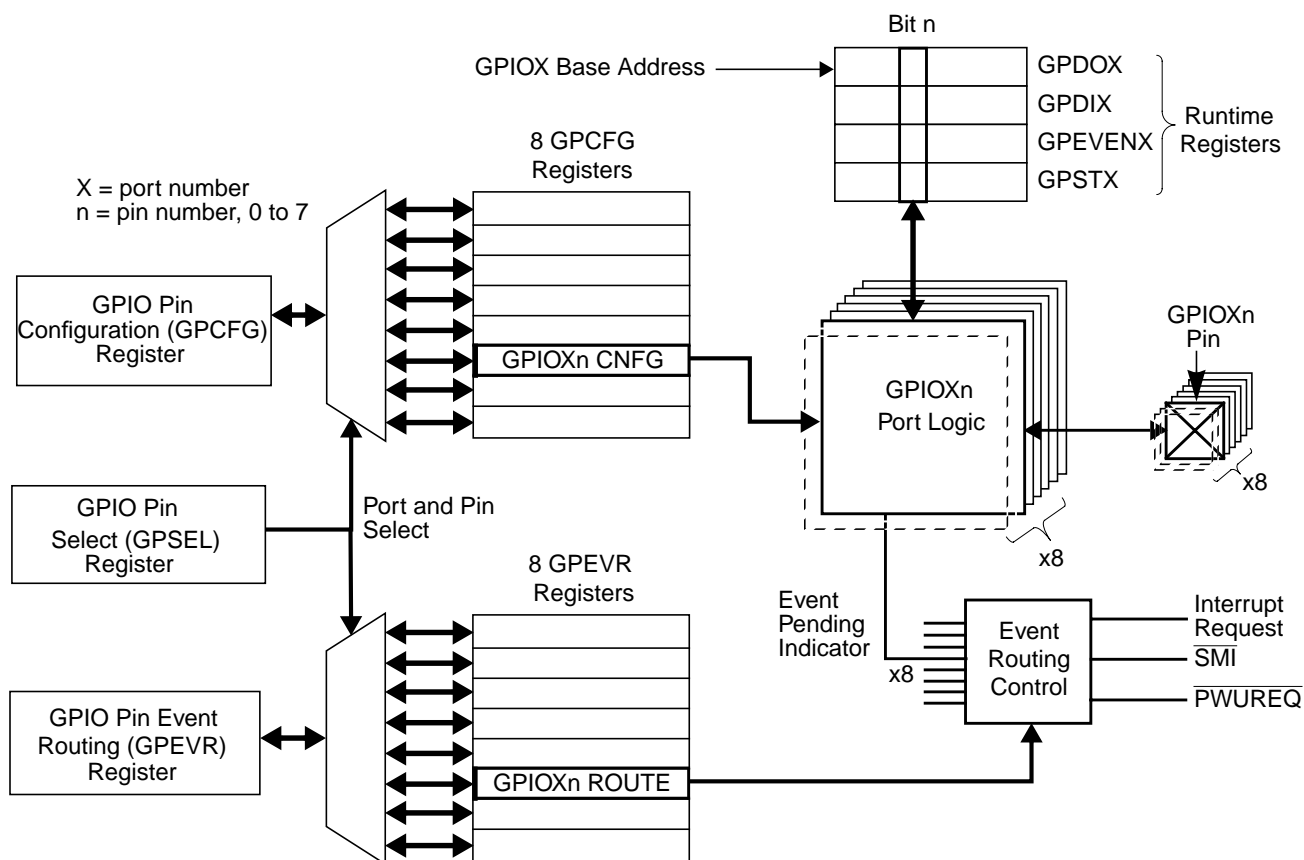 Bit n
GPIOX Base Address
GPDOX
GPDIX
GPEVENX
GPSTX
Runtime
Registers
8 GPCFG
Registers
X = port number
n = pin number, 0 to 7
GPIO Pin
Configuration (GPCFG)
Register
GPIOXn CNFG
GPIOXn
Port Logic
GPIOXn
Pin
x8
x8
GPIO Pin
Select (GPSEL)
Register
Port and Pin
Select
8 GPEVR
Registers
Event
Pending
Indicator
x8
Event
Routing
Control
Interrupt
Request
SMI
PWUREQ
GPIO Pin Event
Routing (GPEVR)
Register
GPIOXn ROUTE